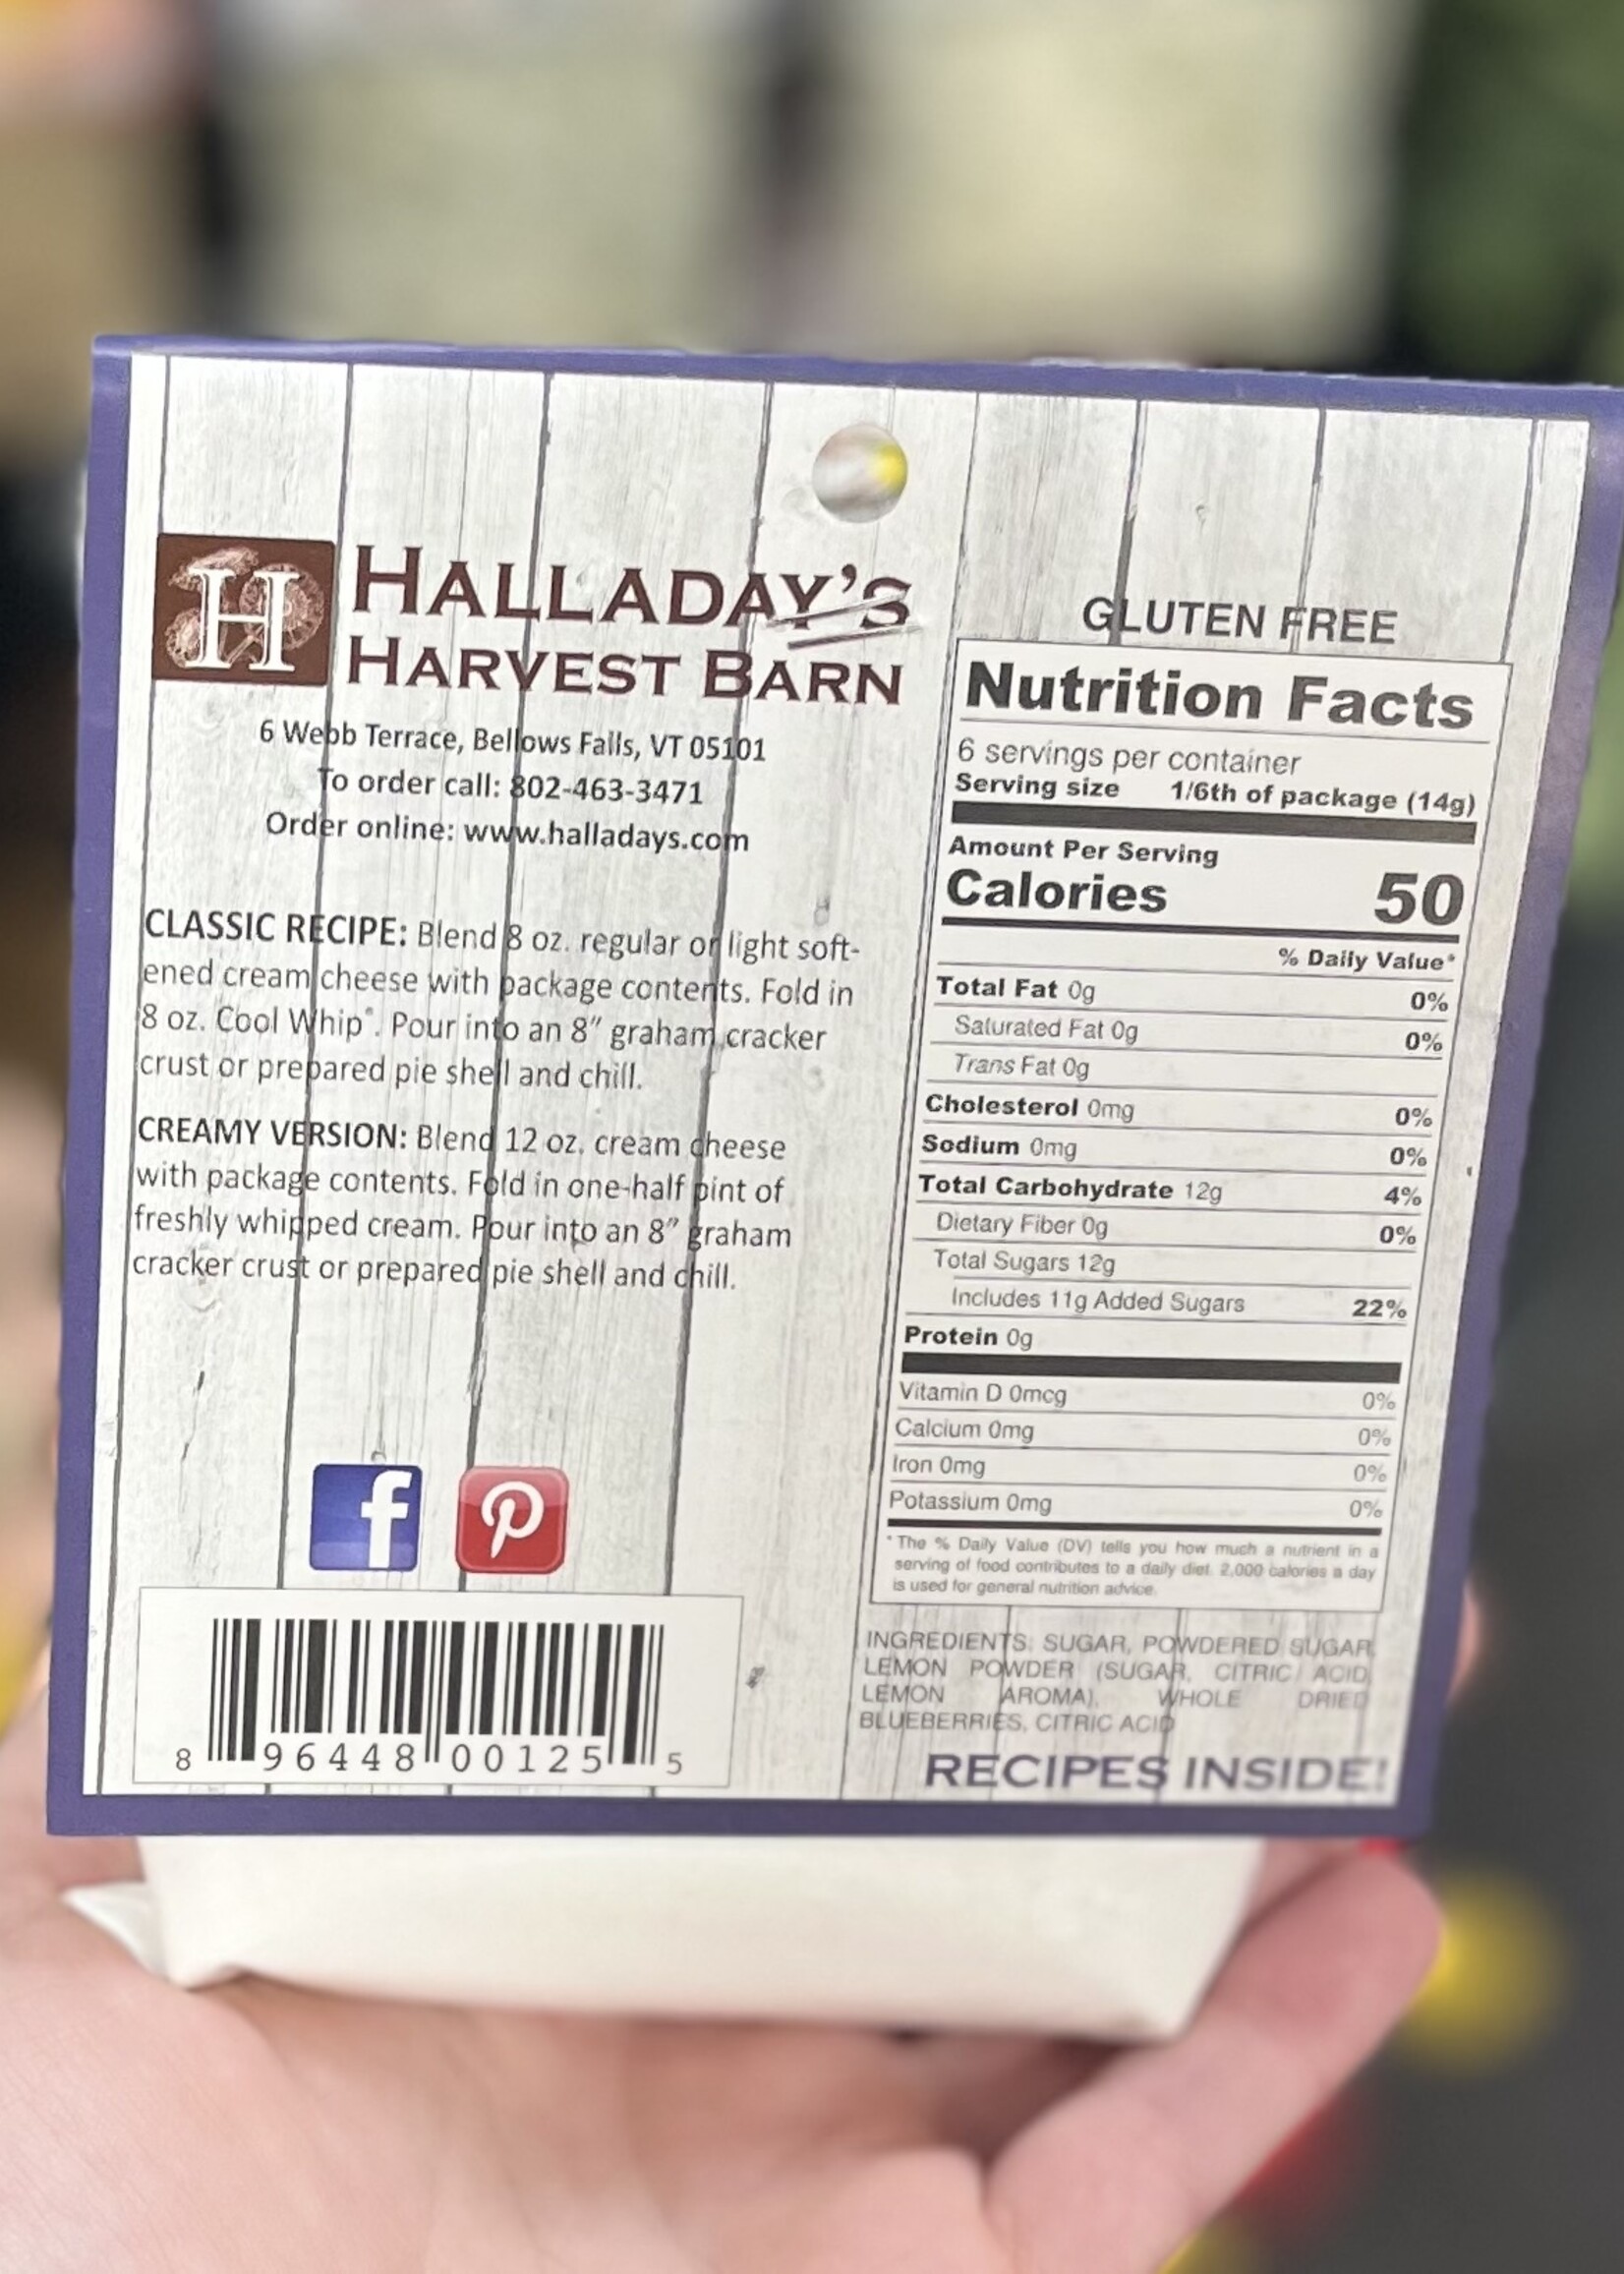 H
HALLADAY'S
HARVEST BARN
6 Webb Terrace, Bellows Falls, VT 05101
To order call: 802-463-3471
Order online: www.halladays.com
CLASSIC RECIPE: Blend 8 oz. regular or light soft-
ened cream cheese with package contents. Fold in
8 oz. Cool Whip®. Pour into an 8" graham cracker
crust or prepared pie shell and chill.
CREAMY VERSION: Blend 12 oz. cream cheese
with package contents. Fold in one-half pint of
freshly whipped cream. Pour into an 8" graham
cracker crust or prepared pie shell and chill.
f
P
8 96448 00125 5
GLUTEN FREE
Nutrition Facts
6 servings per container
Serving size 1/6th of package (14g)
Amount Per Serving
Calories 50
% Daily Value*
Total Fat 0g 0%
Saturated Fat 0g 0%
Trans Fat 0g
Cholesterol 0mg 0%
Sodium 0mg 0%
Total Carbohydrate 12g 4%
Dietary Fiber 0g 0%
Total Sugars 12g
Includes 11g Added Sugars 22%
Protein 0g
Vitamin D 0mcg 0%
Calcium 0mg 0%
Iron 0mg 0%
Potassium 0mg 0%
* The % Daily Value (DV) tells you how much a nutrient in a
serving of food contributes to a daily diet. 2,000 calories a day
is used for general nutrition advice.
INGREDIENTS: SUGAR, POWDERED SUGAR,
LEMON POWDER (SUGAR, CITRIC ACID,
LEMON AROMA), WHOLE DRIED
BLUEBERRIES, CITRIC ACID
RECIPES INSIDE!